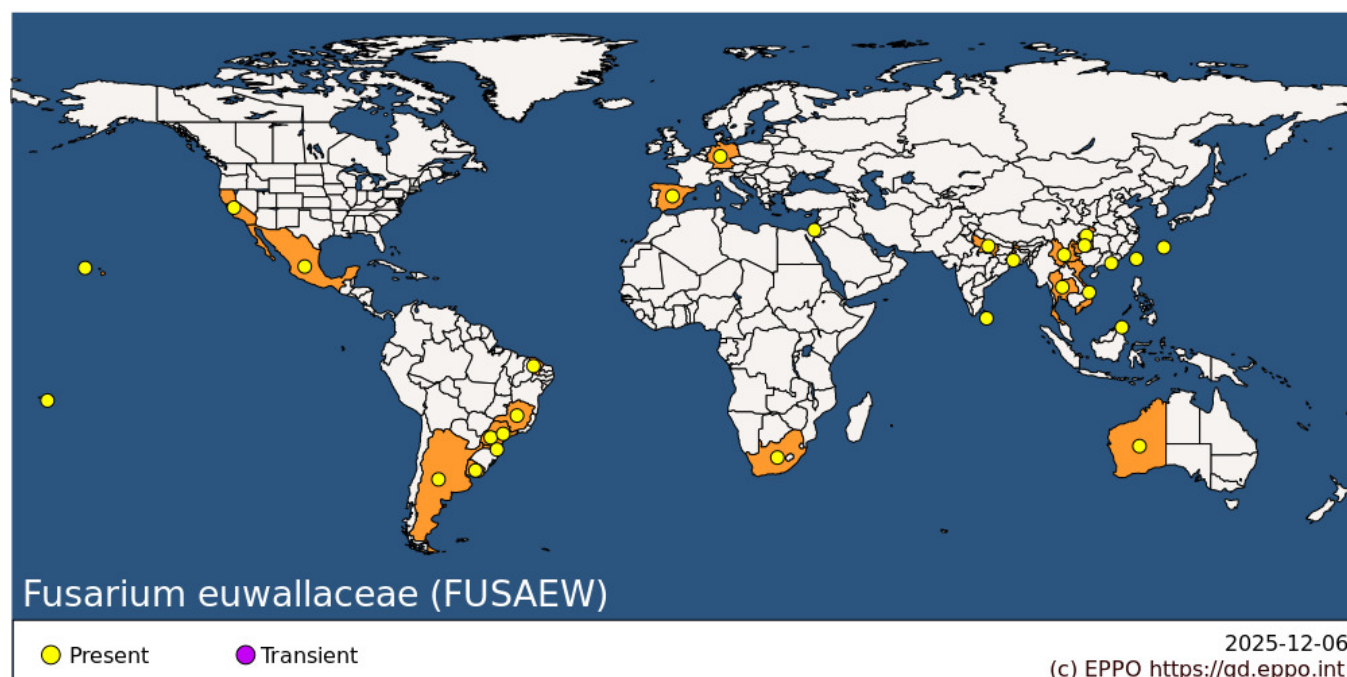 Fusarium euwallaceae (FUSAEW)
Present
Transient
2025-12-06
(c) EPPO https://gd.eppo.int